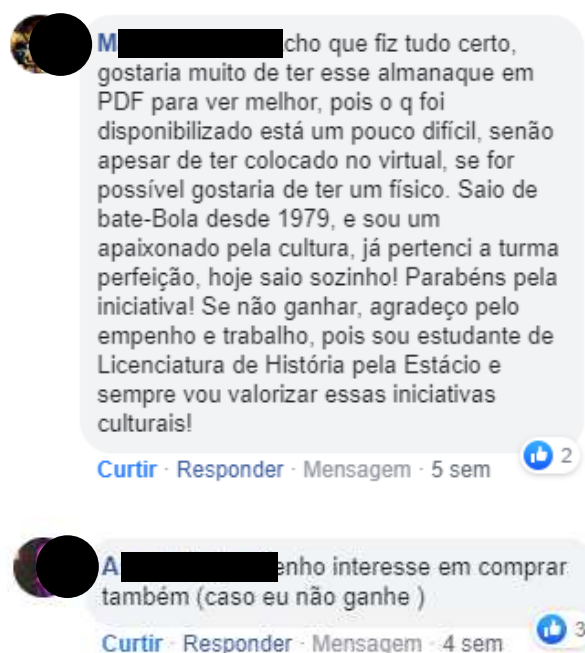 M cho que fiz tudo certo,
gostaria muito de ter esse almanaque em
PDF para ver melhor, pois o q foi
disponibilizado está um pouco difícil, senão
apesar de ter colocado no virtual, se for
possível gostaria de ter um físico. Saio de
bate-Bola desde 1979, e sou um
apaixonado pela cultura, já pertenci a turma
perfeição, hoje saio sozinho! Parabéns pela
iniciativa! Se não ganhar, agradeço pelo
empenho e trabalho, pois sou estudante de
Licenciatura de História pela Estácio e
sempre vou valorizar essas iniciativas
culturais!
2
Curtir · Responder · Mensagem · 5 sem
A enho interesse em comprar
também (caso eu não ganhe )
3
Curtir · Responder · Mensagem · 4 sem